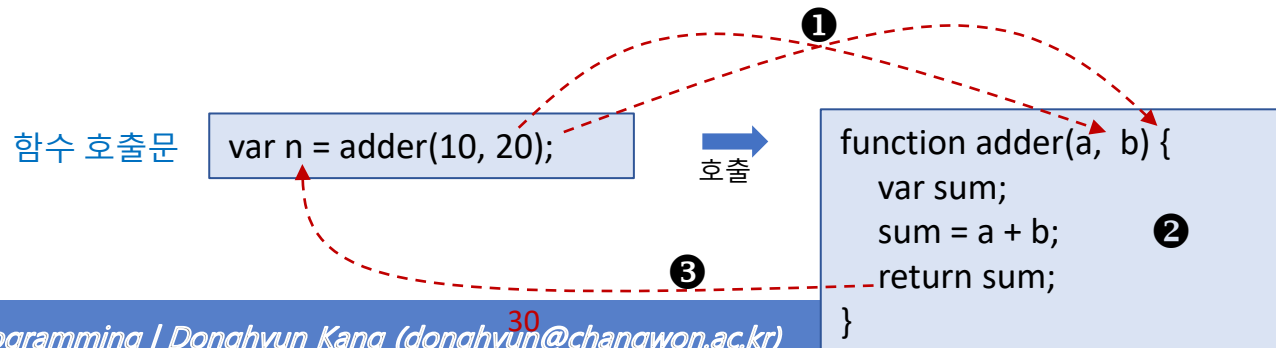 ❶
함수 호출문
var n = adder(10, 20);
호출
function adder(a, b) {
var sum;
sum = a + b;
❷
return sum;
}
❸
30
ogramming / Donghyun Kang (donghyun@changwon.ac.kr)